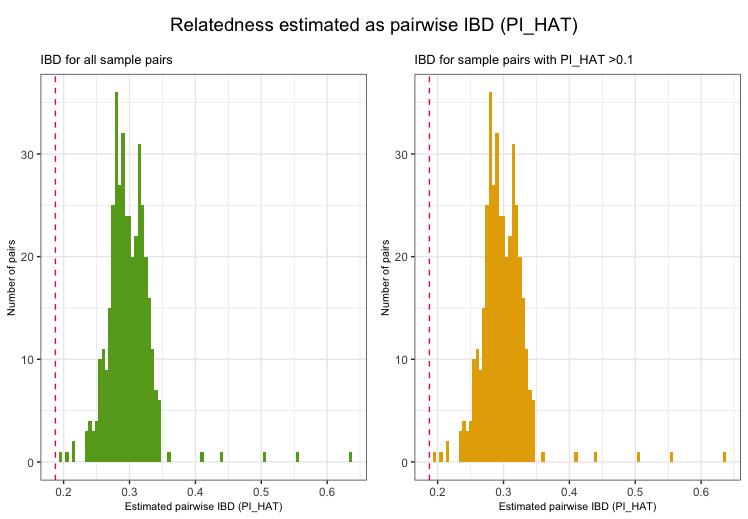 Relatedness estimated as pairwise IBD (PI_HAT)
IBD for all sample pairs
Number of pairs
30
20
10
0
0.2 0.3 0.4 0.5 0.6
Estimated pairwise IBD (PI_HAT)
IBD for sample pairs with PI_HAT >0.1
Number of pairs
30
20
10
0
0.2 0.3 0.4 0.5 0.6
Estimated pairwise IBD (PI_HAT)